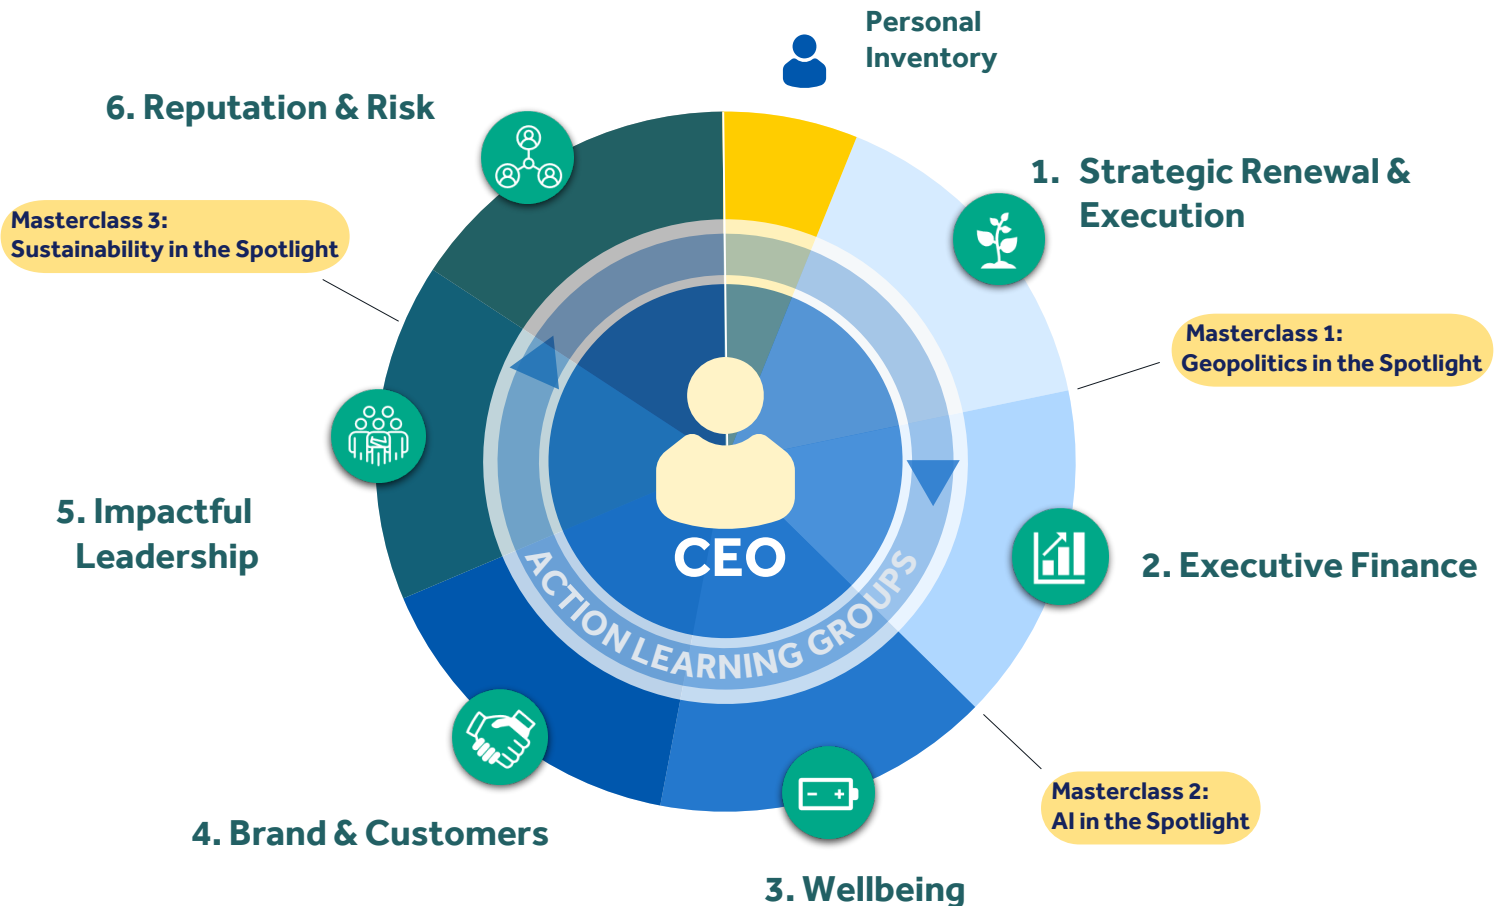 Personal
Inventory
1. Strategic Renewal &
Execution
Masterclass 1:
Geopolitics in the Spotlight
2. Executive Finance
Masterclass 2:
AI in the Spotlight
3. Wellbeing
4. Brand & Customers
5. Impactful
Leadership
Masterclass 3:
Sustainability in the Spotlight
6. Reputation & Risk
CEO
ACTION LEARNING GROUPS